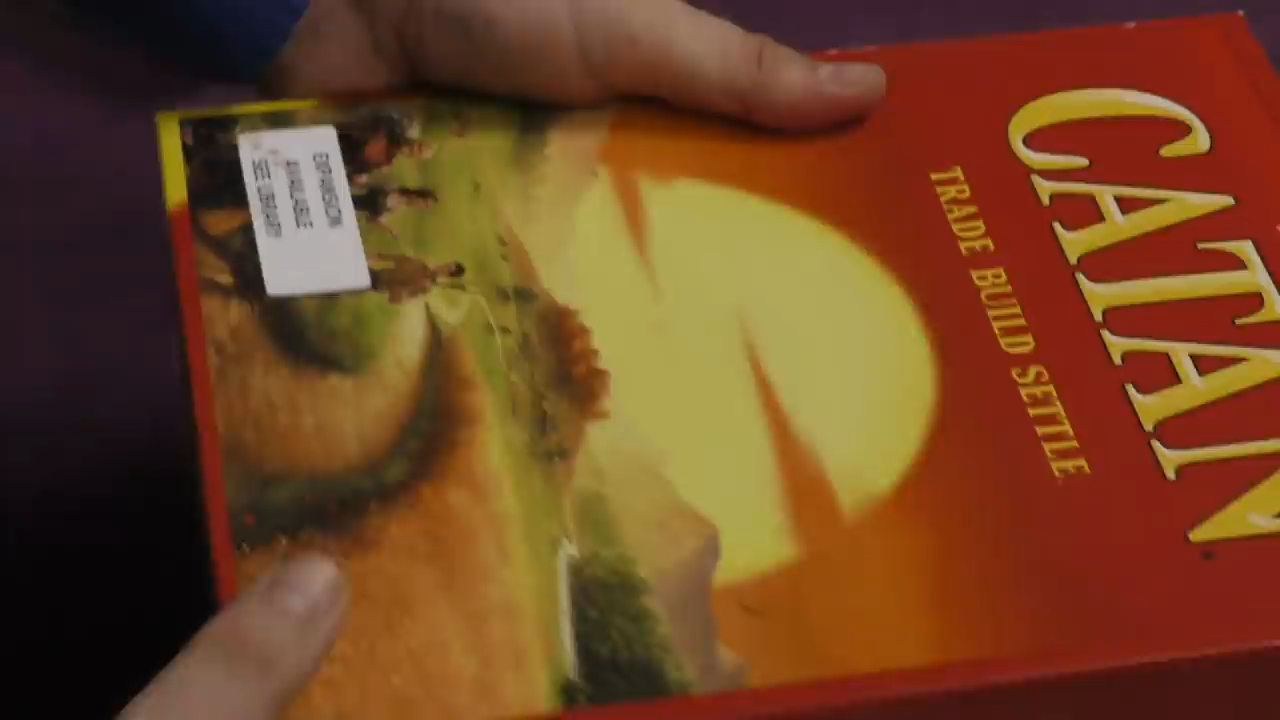 CATAN
TRADE BUILD SETTLE
EXPANSION
AVAILABLE
SEE LIBRARY